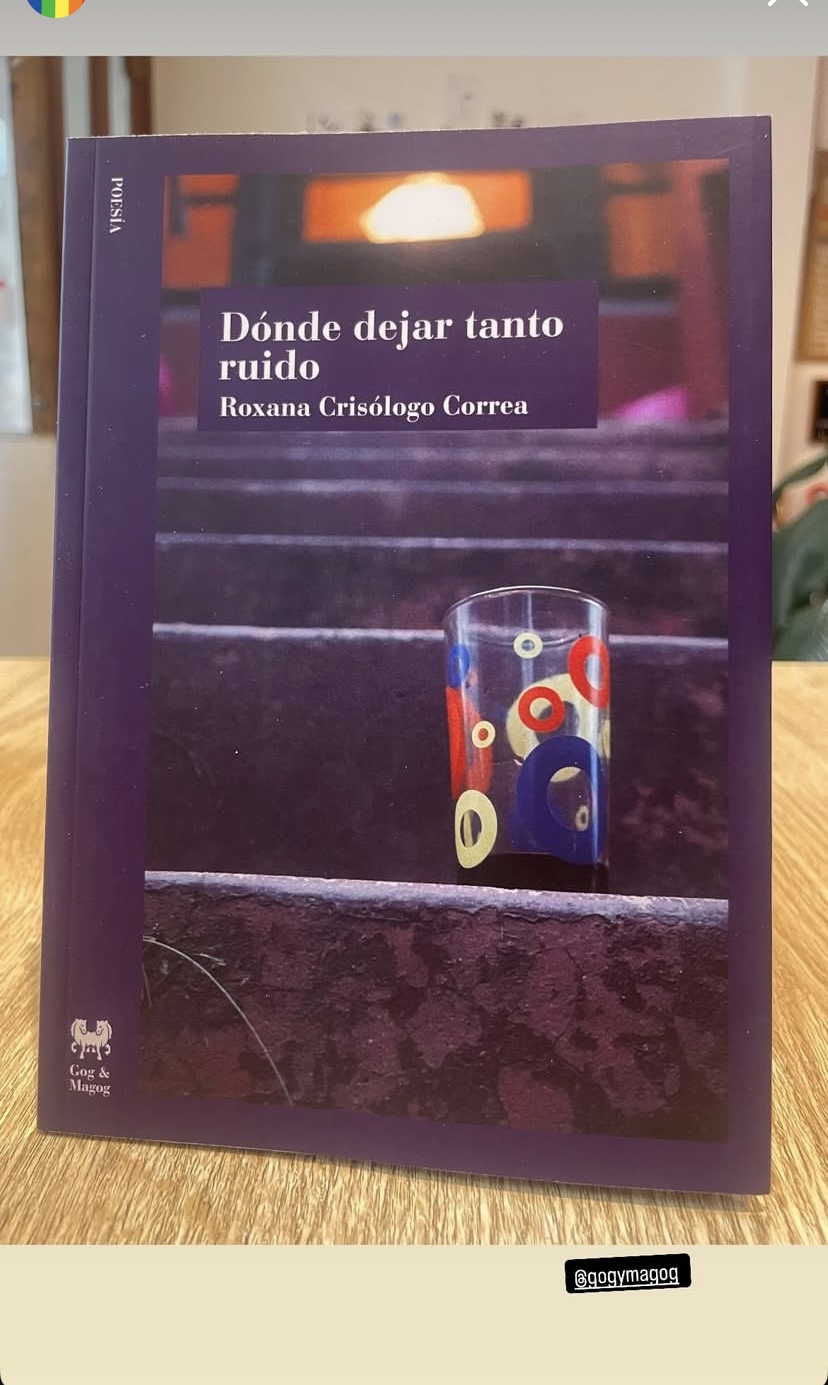 POESÍA
Dónde dejar tanto
ruido
Roxana Crisólogo Correa
Gog &
Magog
@gogymagog